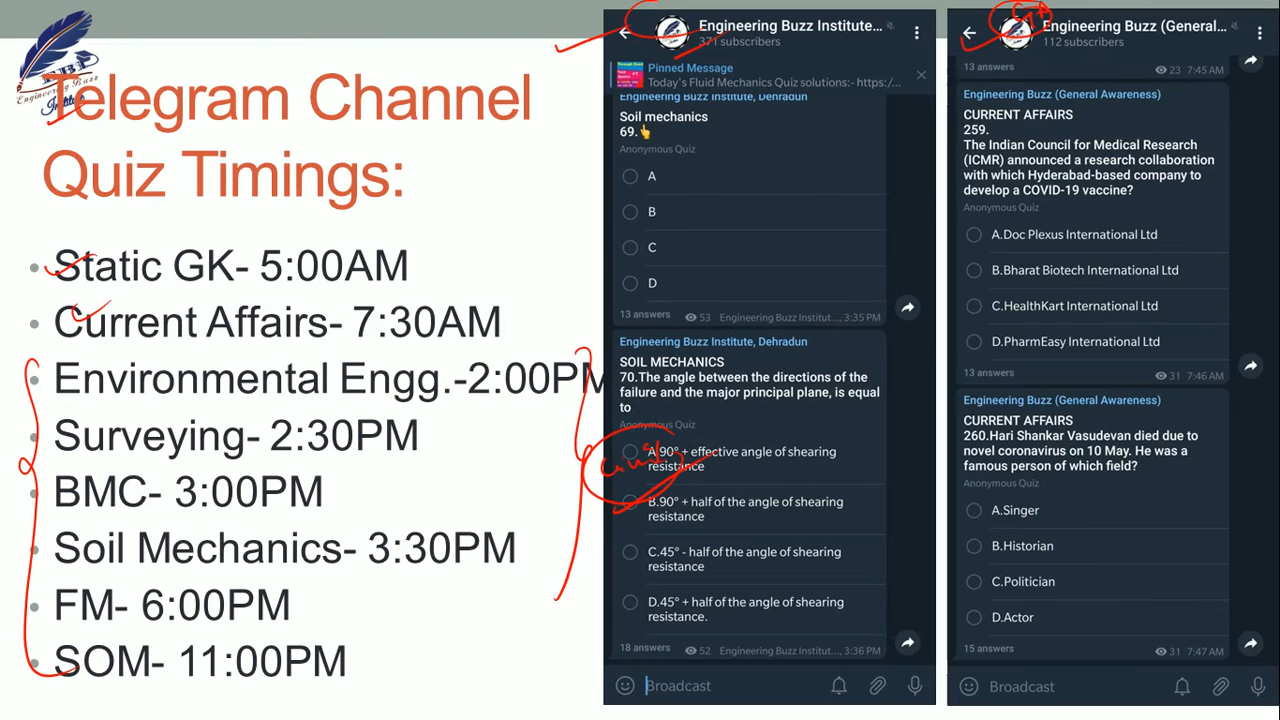 EBP
Engineering Buzz
Institute
Telegram Channel
Quiz Timings:
• Static GK- 5:00AM
• Current Affairs- 7:30AM
• Environmental Engg.-2:00PM
• Surveying- 2:30PM
• BMC- 3:00PM
• Soil Mechanics- 3:30PM
• FM- 6:00PM
• SOM- 11:00PM
Engineering Buzz Institute...
371 subscribers
Pinned Message
Today's Fluid Mechanics Quiz solutions:- https:/...
Engineering Buzz Institute, Dehradun
Soil mechanics
69.👆
Anonymous Quiz
A
B
C
D
13 answers 53 Engineering Buzz Institut..., 3:35 PM
Engineering Buzz Institute, Dehradun
SOIL MECHANICS
70.The angle between the directions of the
failure and the major principal plane, is equal
to
Anonymous Quiz
A.90° + effective angle of shearing
resistance
B.90° + half of the angle of shearing
resistance
C.45° - half of the angle of shearing
resistance
D.45° + half of the angle of shearing
resistance.
18 answers 52 Engineering Buzz Institut..., 3:36 PM
Broadcast
GA
Engineering Buzz (General...
112 subscribers
13 answers 23 7:45 AM
Engineering Buzz (General Awareness)
CURRENT AFFAIRS
259.
The Indian Council for Medical Research
(ICMR) announced a research collaboration
with which Hyderabad-based company to
develop a COVID-19 vaccine?
Anonymous Quiz
A.Doc Plexus International Ltd
B.Bharat Biotech International Ltd
C.HealthKart International Ltd
D.PharmEasy International Ltd
13 answers 31 7:46 AM
Engineering Buzz (General Awareness)
CURRENT AFFAIRS
260.Hari Shankar Vasudevan died due to
novel coronavirus on 10 May. He was a
famous person of which field?
Anonymous Quiz
A.Singer
B.Historian
C.Politician
D.Actor
15 answers 31 7:47 AM
Broadcast